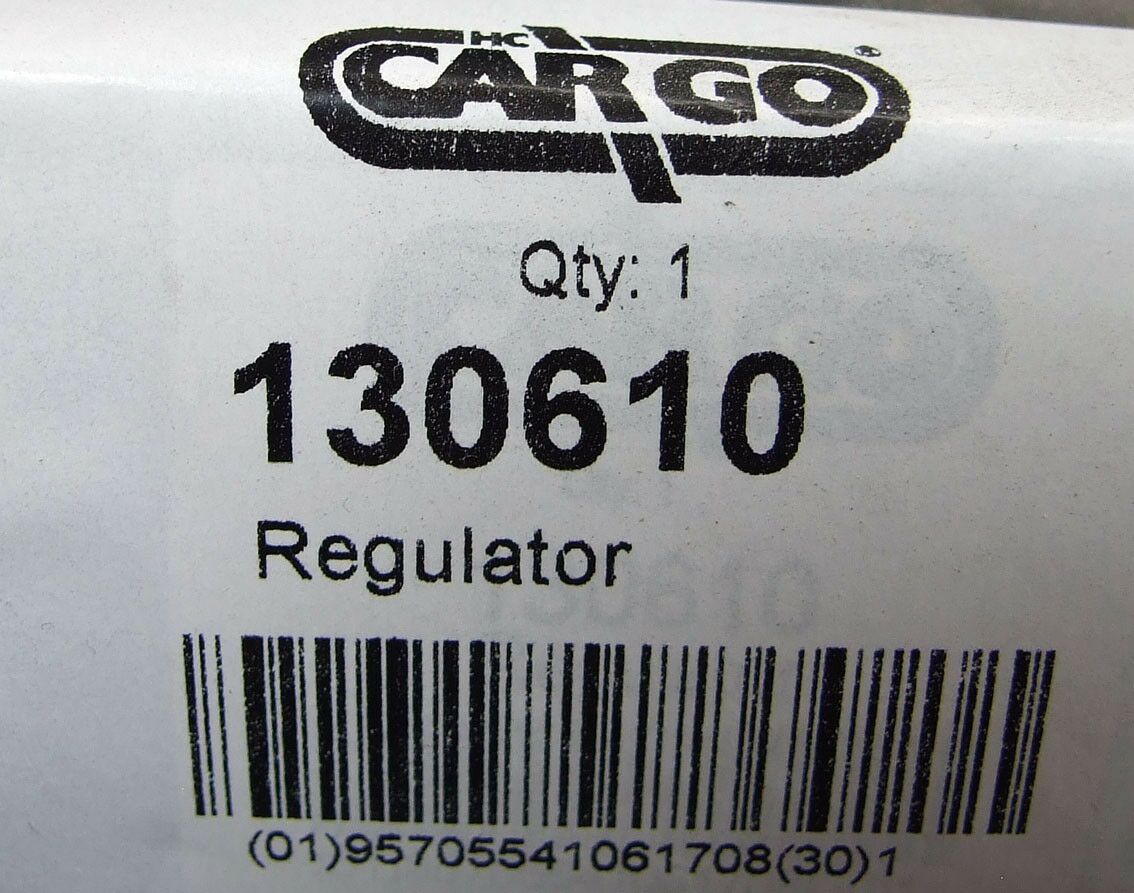 HC
CARGO®
Qty: 1
130610
Regulator
(01)95705541061708(30)1